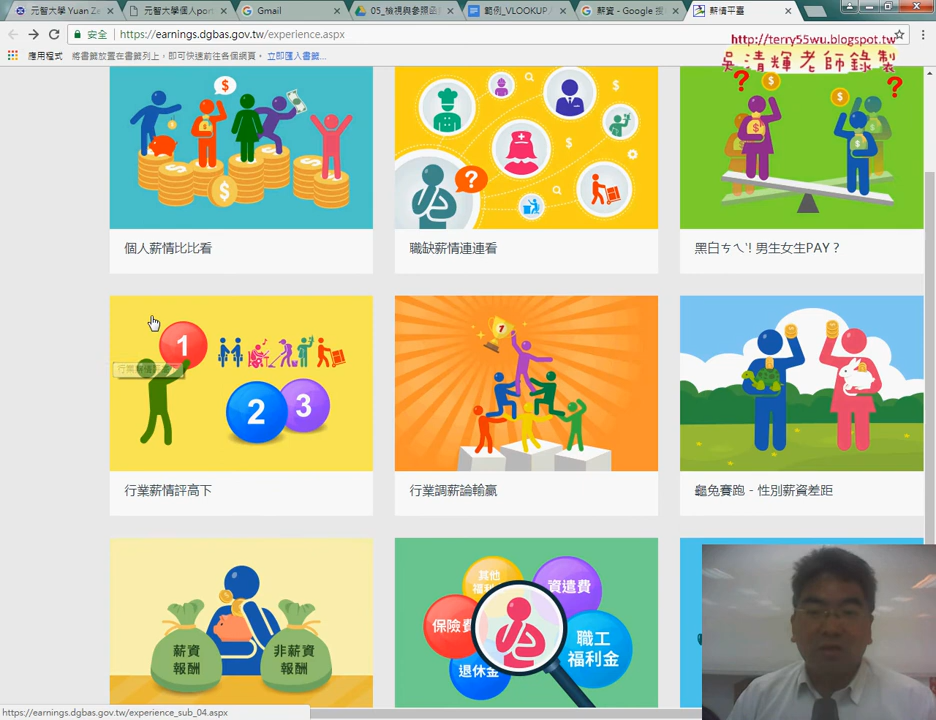 元智大學 Yuan Ze
元智大學個人port
Gmail
05_檢視與參照函
範例_VLOOKUP
薪資 - Google 搜
薪情平臺
安全
https://earnings.dgbas.gov.tw/experience.aspx
應用程式
將書籤放置在書籤列上，即可快速前往各個網頁。
立即匯入書籤...
http://terry55wu.blogspot.tw
吳清輝老師錄製
?
?
$
$
$
?
$
$
個人薪情比比看
職缺薪情連連看
黑白ㄘㄟˋ! 男生女生PAY ?
1
2
3
1
行業薪情評高下
行業調薪論輸贏
龜兔賽跑 - 性別薪資差距
薪資
報酬
非薪資
報酬
其他
福利
資遣費
保險費
職工
福利金
退休金
https://earnings.dgbas.gov.tw/experience_sub_04.aspx